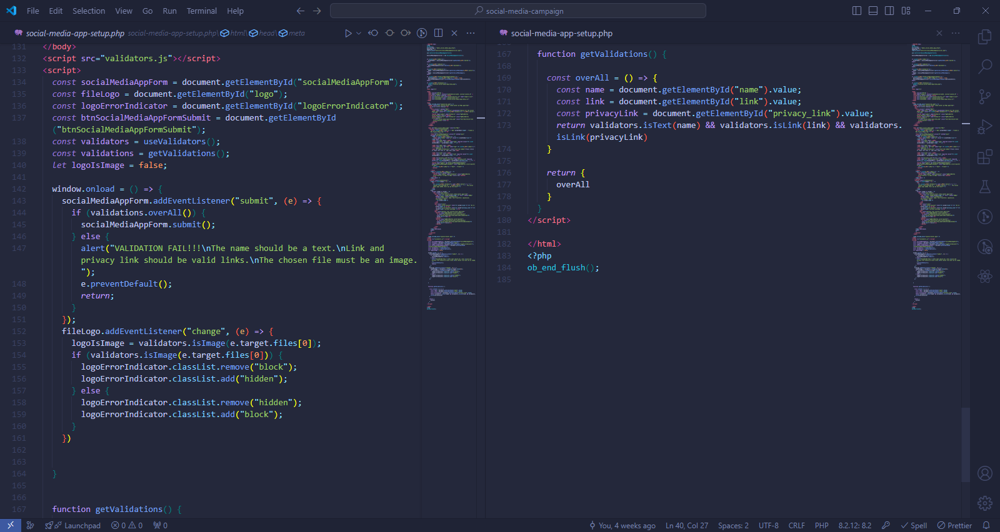 File Edit Selection View Go Run Terminal Help
social-media-campaign
social-media-app-setup.php social-media-app-setup.php\html\head\meta
131 </body>
132 <script src="validators.js"></script>
133 <script>
134 const socialMediaAppForm = document.getElementById("socialMediaAppForm");
135 const fileLogo = document.getElementById("logo");
136 const logoErrorIndicator = document.getElementById("logoErrorIndicator");
137 const btnSocialMediaAppFormSubmit = document.getElementById
("btnSocialMediaAppFormSubmit");
138 const validators = useValidators();
139 const validations = getValidations();
140 let logoIsImage = false;
141
142 window.onload = () => {
143 socialMediaAppForm.addEventListener("submit", (e) => {
144 if (validations.overAll()) {
145 socialMediaAppForm.submit();
146 } else {
147 alert("VALIDATION FAIL!!!\nThe name should be a text.\nLink and
privacy link should be valid links.\nThe chosen file must be an image.
");
148 e.preventDefault();
149 return;
150 }
151 });
152 fileLogo.addEventListener("change", (e) => {
153 logoIsImage = validators.isImage(e.target.files[0]);
154 if (validators.isImage(e.target.files[0])) {
155 logoErrorIndicator.classList.remove("block");
156 logoErrorIndicator.classList.add("hidden");
157 } else {
158 logoErrorIndicator.classList.remove("hidden");
159 logoErrorIndicator.classList.add("block");
160 }
161 })
162
163
164 }
165
166
167 function getValidations() {
social-media-app-setup.php
167 function getValidations() {
168
169 const overAll = () => {
170 const name = document.getElementById("name").value;
171 const link = document.getElementById("link").value;
172 const privacyLink = document.getElementById("privacy_link").value;
173 return validators.isText(name) && validators.isLink(link) && validators.
isLink(privacyLink)
174 }
175
176 return {
177 overAll
178 }
179 }
180 </script>
181
182 </html>
183 <?php
184 ob_end_flush();
185
Launchpad 0 0 0 You, 4 weeks ago Ln 40, Col 27 Spaces: 2 UTF-8 CRLF PHP 8.2.12: 8.2 Spell Prettier